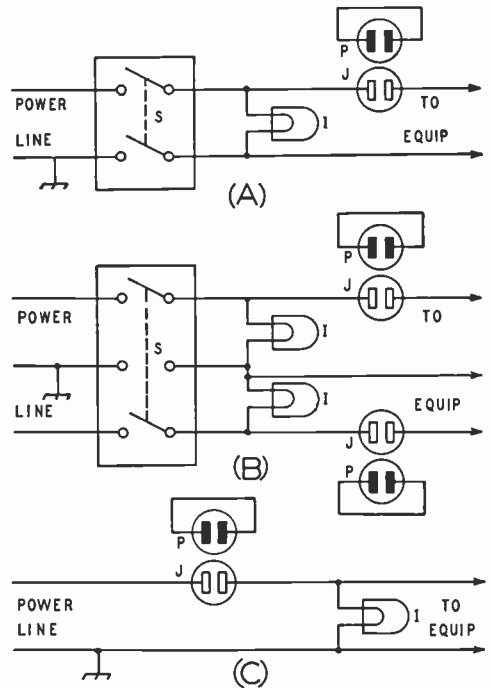 P
J
POWER TO
S I
LINE EQUIP
(A)
P
J
POWER TO
S I
I
LINE EQUIP
J
(B)
P
P
J
POWER TO
LINE I EQUIP
(C)